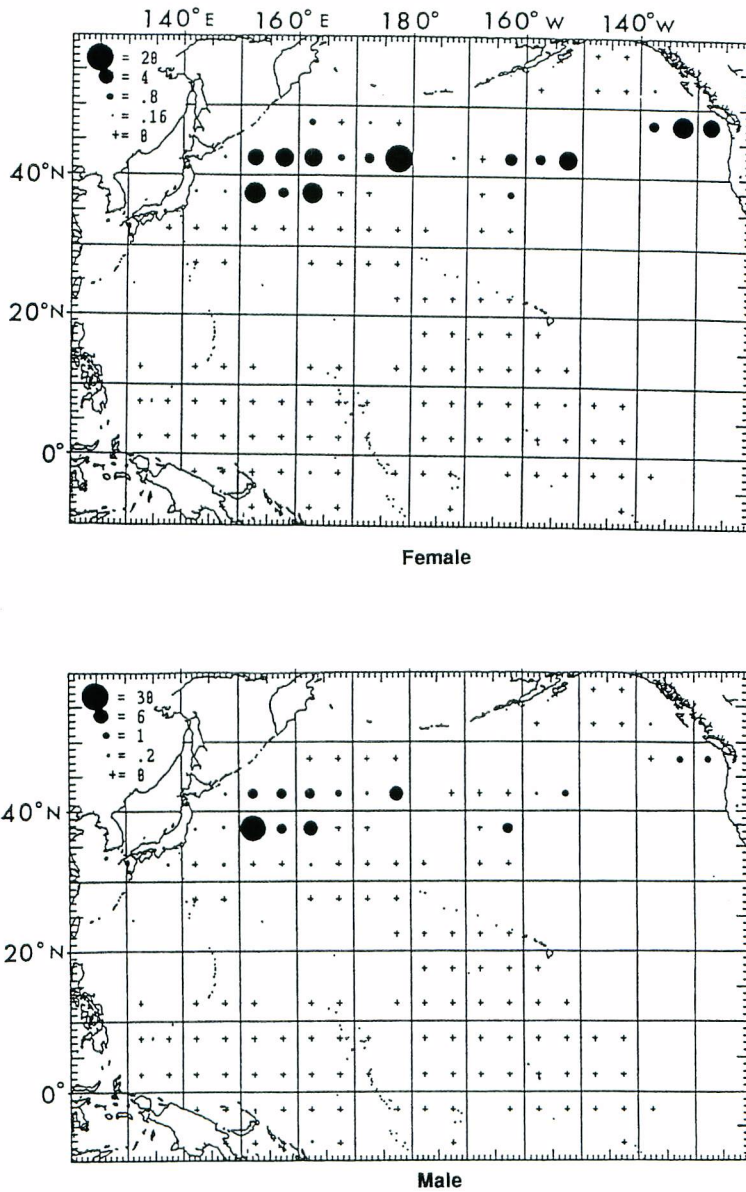 140°E 160°E 180° 160°W 140°W
= 20
= 4
= .8
= .16
+= 0
40°N
20°N
0°
Female
= 30
= 6
= 1
= .2
+= 0
40°N
20°N
0°
Male